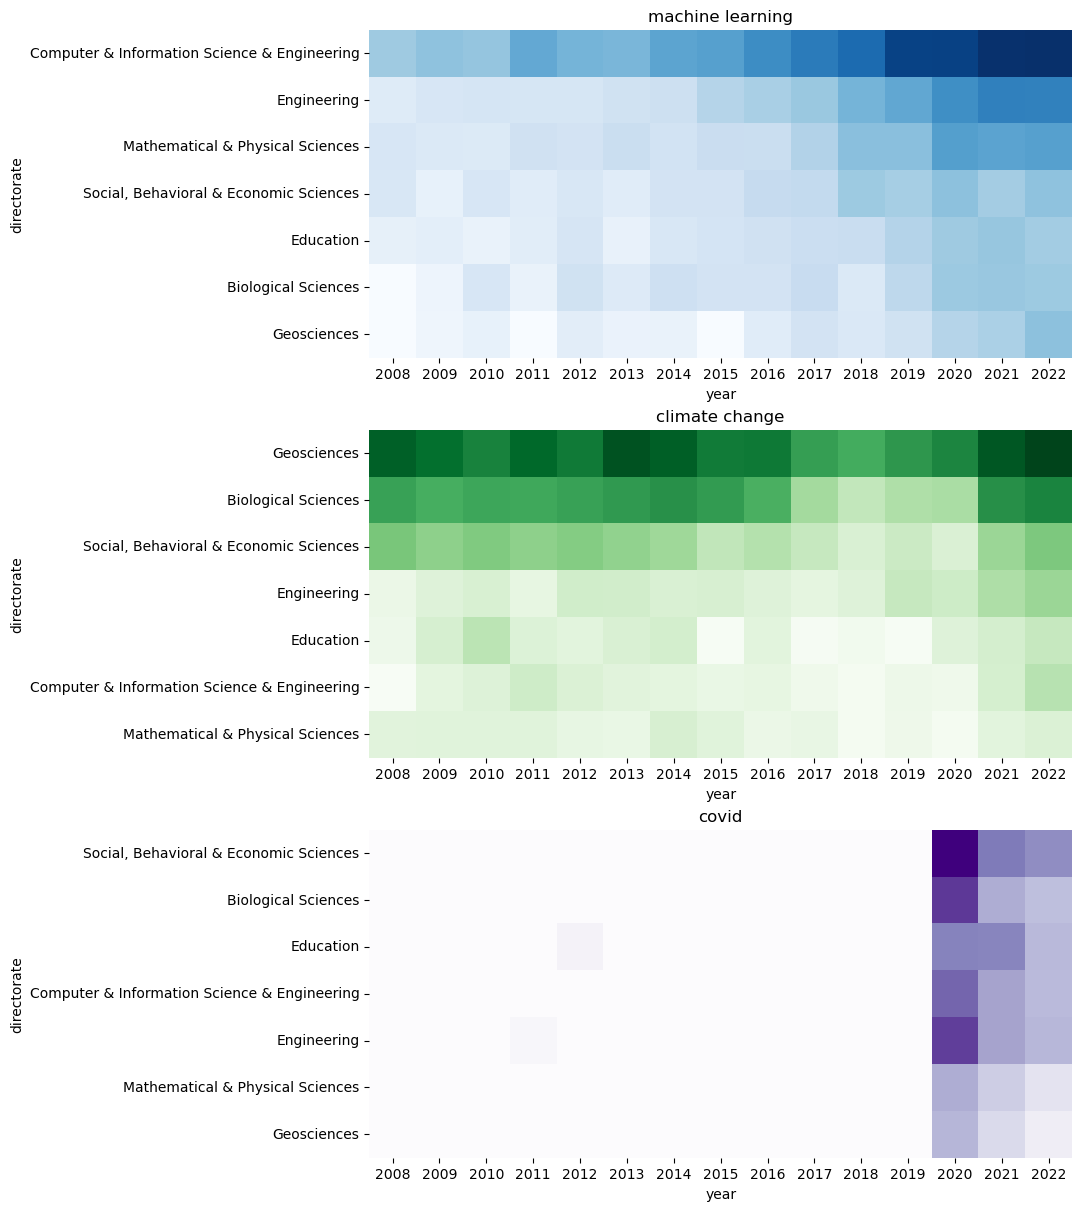 machine learning
directorate
Computer & Information Science & Engineering
Engineering
Mathematical & Physical Sciences
Social, Behavioral & Economic Sciences
Education
Biological Sciences
Geosciences
2008 2009 2010 2011 2012 2013 2014 2015 2016 2017 2018 2019 2020 2021 2022
year
climate change
directorate
Geosciences
Biological Sciences
Social, Behavioral & Economic Sciences
Engineering
Education
Computer & Information Science & Engineering
Mathematical & Physical Sciences
2008 2009 2010 2011 2012 2013 2014 2015 2016 2017 2018 2019 2020 2021 2022
year
covid
directorate
Social, Behavioral & Economic Sciences
Biological Sciences
Education
Computer & Information Science & Engineering
Engineering
Mathematical & Physical Sciences
Geosciences
2008 2009 2010 2011 2012 2013 2014 2015 2016 2017 2018 2019 2020 2021 2022
year